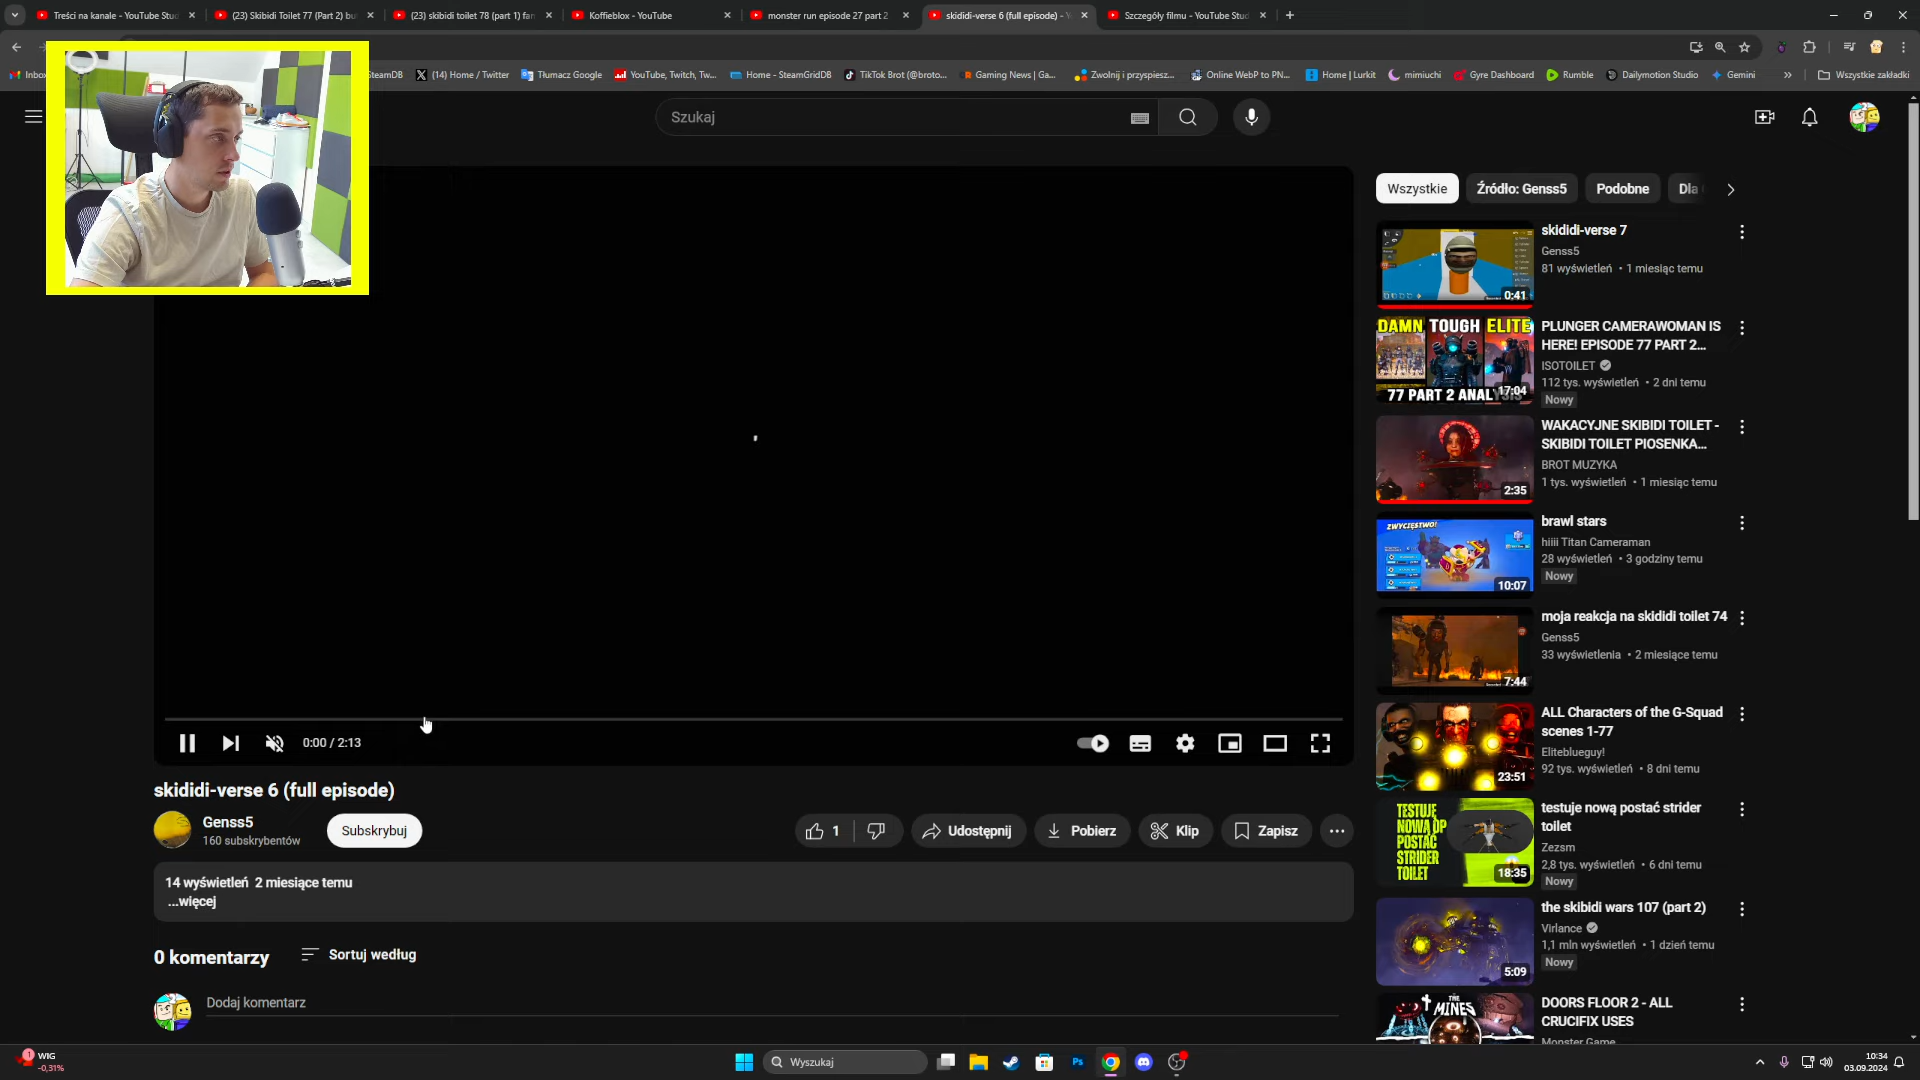 Treści na kanale - YouTube Stud
(23) Skibidi Toilet 77 (Part 2) bu
(23) skibidi toilet 78 (part 1) fan
Koffieblox - YouTube
monster run episode 27 part 2
skididi-verse 6 (full episode) - Y
Szczegóły filmu - YouTube Stud
Inbox
SteamDB
(14) Home / Twitter
Tłumacz Google
YouTube, Twitch, Tw...
Home - SteamGridDB
TikTok Brot (@broto...
Gaming News | Ga...
Zwolnij i przyspiesz...
Online WebP to PN...
Home | Lurkit
mimiuchi
Gyre Dashboard
Rumble
Dailymotion Studio
Gemini
Wszystkie zakładki
Szukaj
Wszystkie
Źródło: Genss5
Podobne
Dla
skididi-verse 7
Genss5
81 wyświetleń • 1 miesiąc temu
0:41
DAMN TOUGH ELITE
77 PART 2 ANALYSIS
17:04
PLUNGER CAMERAWOMAN IS
HERE! EPISODE 77 PART 2...
ISOTOILET
112 tys. wyświetleń • 2 dni temu
Nowy
WAKACYJNE SKIBIDI TOILET -
SKIBIDI TOILET PIOSENKA...
BROT MUZYKA
1 tys. wyświetleń • 1 miesiąc temu
2:35
ZWYCIĘSTWO!
10:07
brawl stars
hiiii Titan Cameraman
28 wyświetleń • 3 godziny temu
Nowy
moja reakcja na skididi toilet 74
Genss5
33 wyświetlenia • 2 miesiące temu
7:44
ALL Characters of the G-Squad
scenes 1-77
Eliteblueguy!
92 tys. wyświetleń • 8 dni temu
23:51
TESTUJE
NOWĄ OP
POSTAĆ
STRIDER
TOILET
18:35
testuje nową postać strider
toilet
Zezsm
2,8 tys. wyświetleń • 6 dni temu
Nowy
the skibidi wars 107 (part 2)
Virlance
1,1 mln wyświetleń • 1 dzień temu
Nowy
5:09
THE
MINES
DOORS FLOOR 2 - ALL
CRUCIFIX USES
Monster Game
0:00 / 2:13
skididi-verse 6 (full episode)
Genss5
160 subskrybentów
Subskrybuj
1
Udostępnij
Pobierz
Klip
Zapisz
14 wyświetleń 2 miesiące temu
...więcej
0 komentarzy
Sortuj według
Dodaj komentarz
1
WIG
-0,31%
Wyszukaj
Ps
10:34
03.09.2024